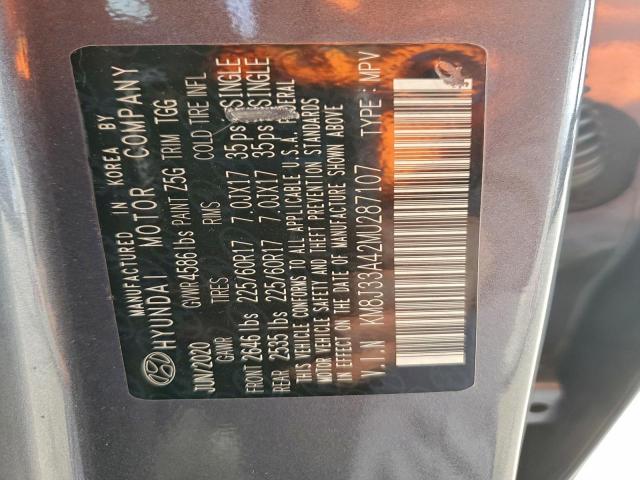 MANUFACTURED IN KOREA BY
HYUNDAI MOTOR COMPANY
JUN/2020 GVWR 4586 lbs PAINT Z5G TRIM TGG
GAWR TIRES RIMS COLD TIRE INFL
FRONT 2646 lbs 225/60R17 7.0JX17 35 psi SINGLE
REAR 2535 lbs 225/60R17 7.0JX17 35 psi SINGLE
THIS VEHICLE CONFORMS TO ALL APPLICABLE U.S.A. FEDERAL
MOTOR VEHICLE SAFETY AND THEFT PREVENTION STANDARDS
IN EFFECT ON THE DATE OF MANUFACTURE SHOWN ABOVE
V.I.N KM8J33A42MU287107 TYPE : MPV